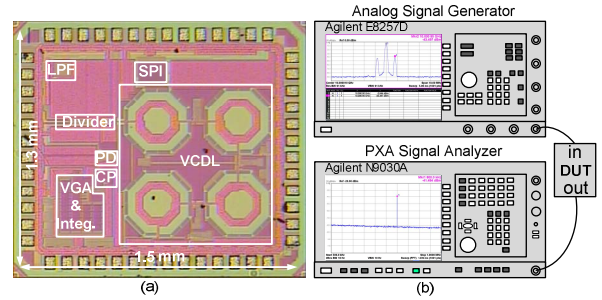 Analog Signal Generator
Agilent E8257D
LPF
SPI
Divider
PD
CP
VCDL
VGA
&
Integ.
1.3 mm
1.5 mm
(a)
PXA Signal Analyzer
Agilent N9030A
in
DUT
out
(b)